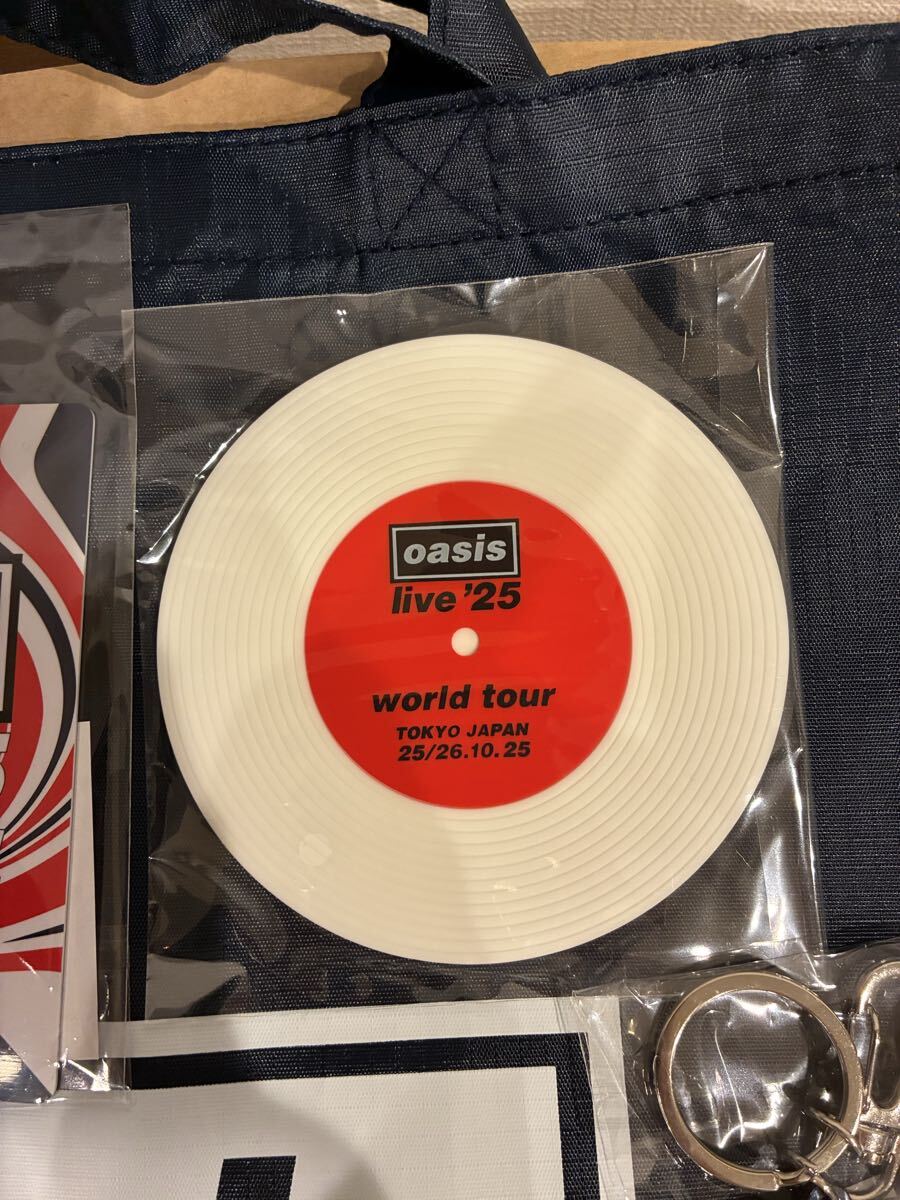 oasis
live '25
world tour
TOKYO JAPAN
25/26.10.25